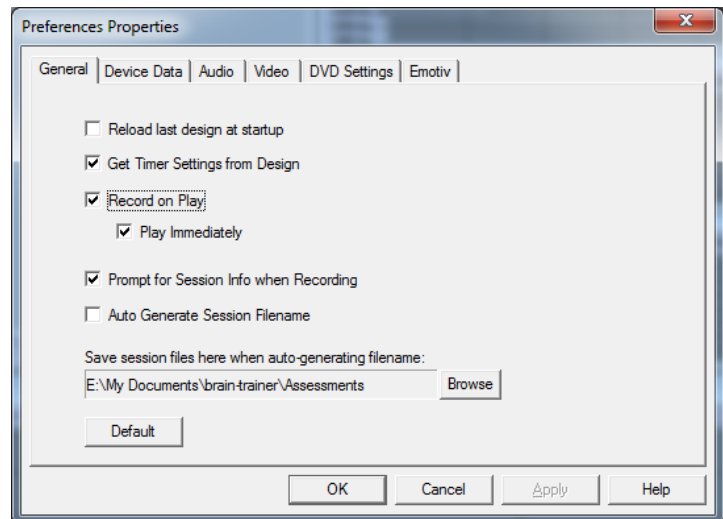 Preferences Properties
General Device Data Audio Video DVD Settings Emotiv
Reload last design at startup
Get Timer Settings from Design
Record on Play
Play Immediately
Prompt for Session Info when Recording
Auto Generate Session Filename
Save session files here when auto-generating filename:
E:\My Documents\brain-trainer\Assessments Browse
Default
OK Cancel Apply Help